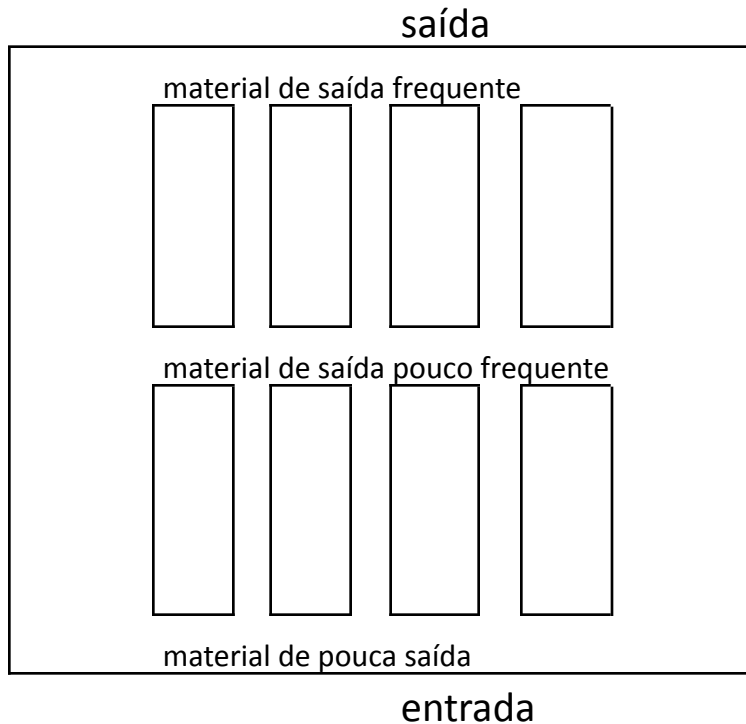 saída
material de saída frequente
material de saída pouco frequente
material de pouca saída
entrada